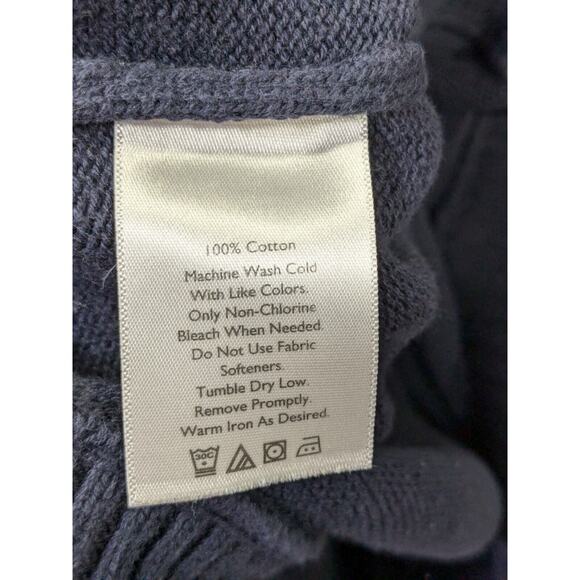 100% Cotton
Machine Wash Cold
With Like Colors.
Only Non-Chlorine
Bleach When Needed.
Do Not Use Fabric
Softeners.
Tumble Dry Low.
Remove Promptly.
Warm Iron As Desired.
30C